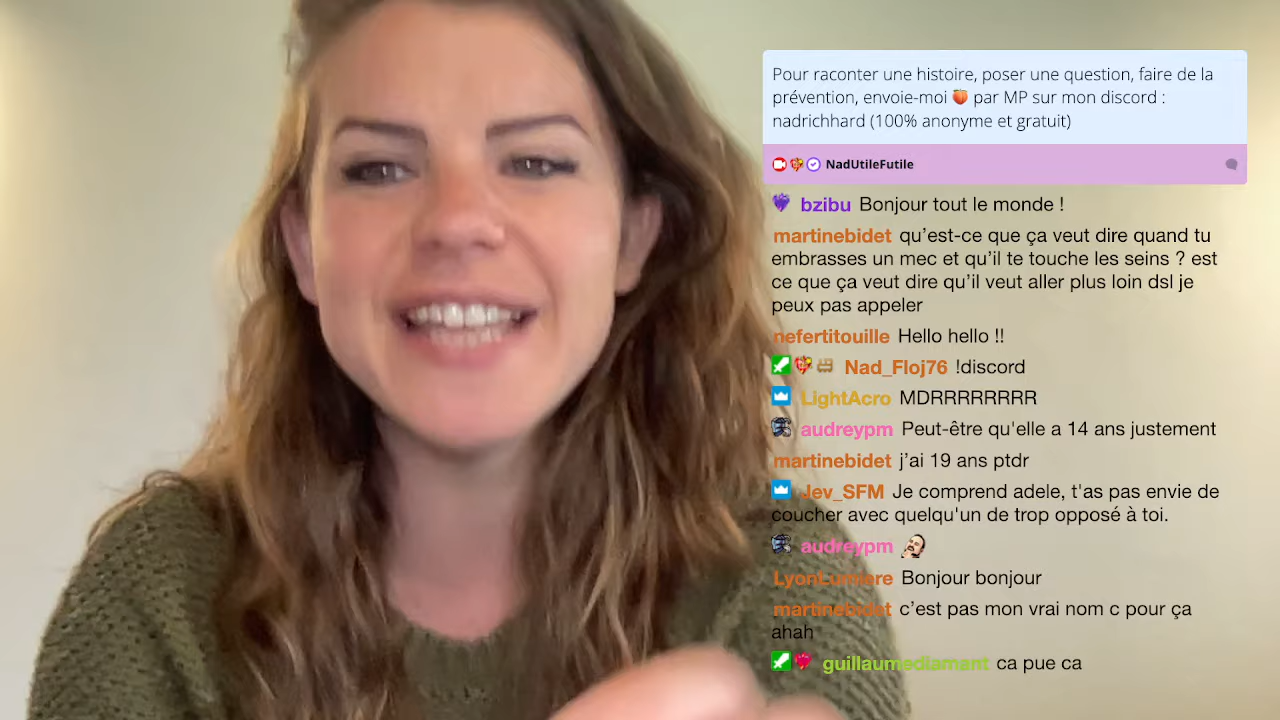 Pour raconter une histoire, poser une question, faire de la
prévention, envoie-moi 🍑 par MP sur mon discord :
nadrichhard (100% anonyme et gratuit)
NadUtileFutile
bzibu Bonjour tout le monde !
martinebidet qu’est-ce que ça veut dire quand tu
embrasses un mec et qu’il te touche les seins ? est
ce que ça veut dire qu’il veut aller plus loin dsl je
peux pas appeler
nefertitouille Hello hello !!
Nad_Floj76 !discord
LightAcro MDRRRRRRRR
audreypm Peut-être qu'elle a 14 ans justement
martinebidet j’ai 19 ans ptdr
Jev_SFM Je comprend adele, t'as pas envie de
coucher avec quelqu'un de trop opposé à toi.
audreypm
LyonLumiere Bonjour bonjour
martinebidet c’est pas mon vrai nom c pour ça
ahah
guillaumediamant ca pue ca